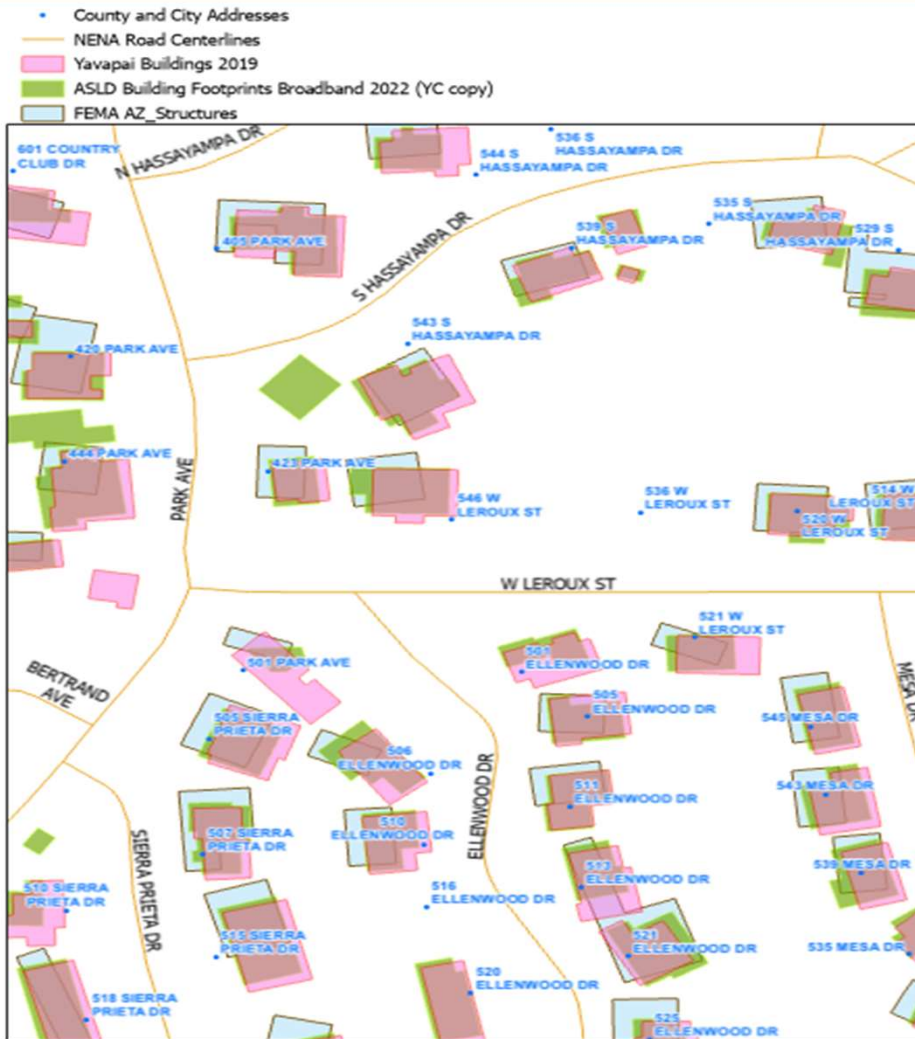 County and City Addresses
NENA Road Centerlines
Yavapai Buildings 2019
ASLD Building Footprints Broadband 2022 (YC copy)
FEMA AZ_Structures
601 COUNTRY
CLUB DR
N HASSAYAMPA DR
544 S
HASSAYAMPA DR
536 S
HASSAYAMPA DR
405 PARK AVE
S HASSAYAMPA DR
539 S
HASSAYAMPA DR
535 S
HASSAYAMPA DR
529 S
HASSAYAMPA DR
543 S
HASSAYAMPA DR
420 PARK AVE
444 PARK AVE
PARK AVE
423 PARK AVE
546 W
LEROUX ST
536 W
LEROUX ST
514 W
LEROUX ST
520 W
LEROUX ST
W LEROUX ST
BERTRAND
AVE
501 PARK AVE
501
ELLENWOOD DR
521 W
LEROUX ST
MESA DR
505 SIERRA
PRIETA DR
506
ELLENWOOD DR
505
ELLENWOOD DR
545 MESA DR
ELLENWOOD DR
511
ELLENWOOD DR
543 MESA DR
507 SIERRA
PRIETA DR
510
ELLENWOOD DR
SIERRA PRIETA DR
510 SIERRA
PRIETA DR
516
ELLENWOOD DR
513
ELLENWOOD DR
539 MESA DR
515 SIERRA
PRIETA DR
521
ELLENWOOD DR
535 MESA DR
518 SIERRA
PRIETA DR
520
ELLENWOOD DR
525
ELLENWOOD DR